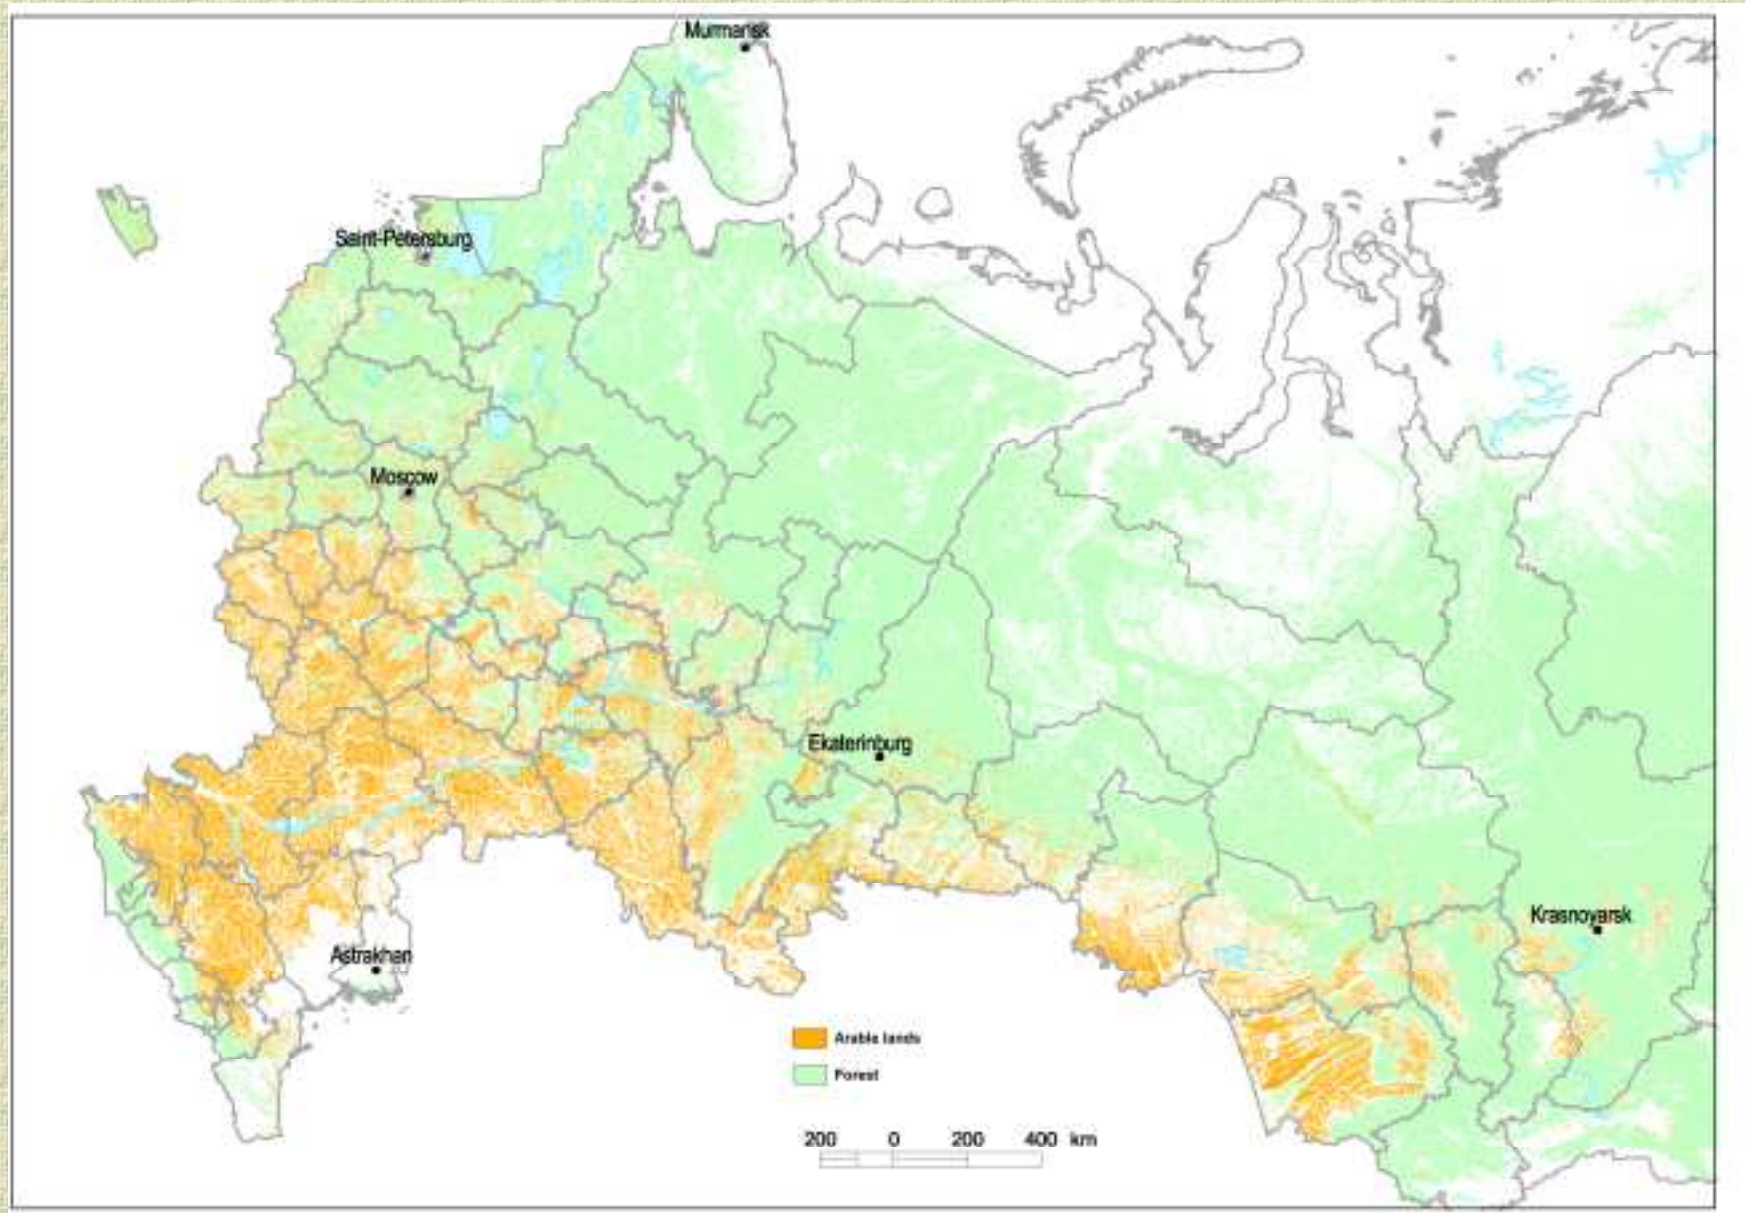 Murmansk
Saint-Petersburg
Moscow
Ekaterinburg
Krasnoyarsk
Astrakhan
Arable lands
Forest
200 0 200 400 km